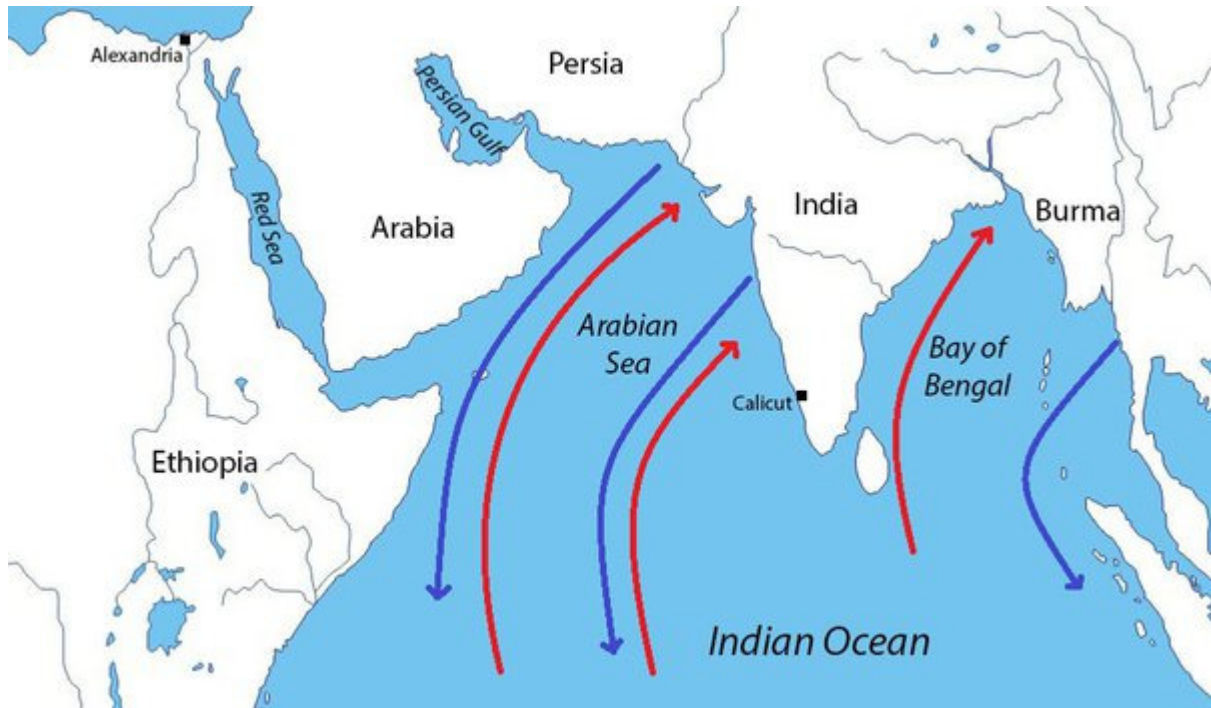 Alexandria
Persia
Persian Gulf
Red Sea
Arabia
India
Burma
Arabian
Sea
Bay of
Bengal
Calicut
Ethiopia
Indian Ocean